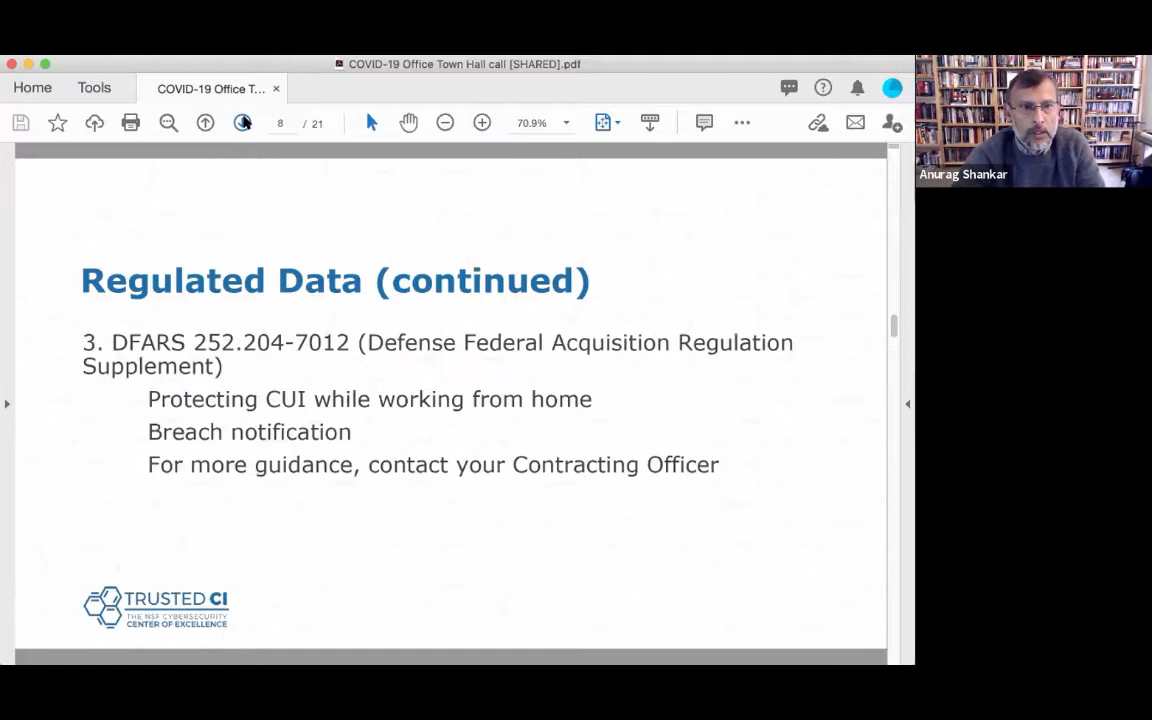 COVID-19 Office Town Hall call [SHARED].pdf
Home
Tools
COVID-19 Office T...
8 / 21
70.9%
Anurag Shankar
Regulated Data (continued)
3. DFARS 252.204-7012 (Defense Federal Acquisition Regulation
Supplement)
Protecting CUI while working from home
Breach notification
For more guidance, contact your Contracting Officer
TRUSTED CI
THE NSF CYBERSECURITY
CENTER OF EXCELLENCE